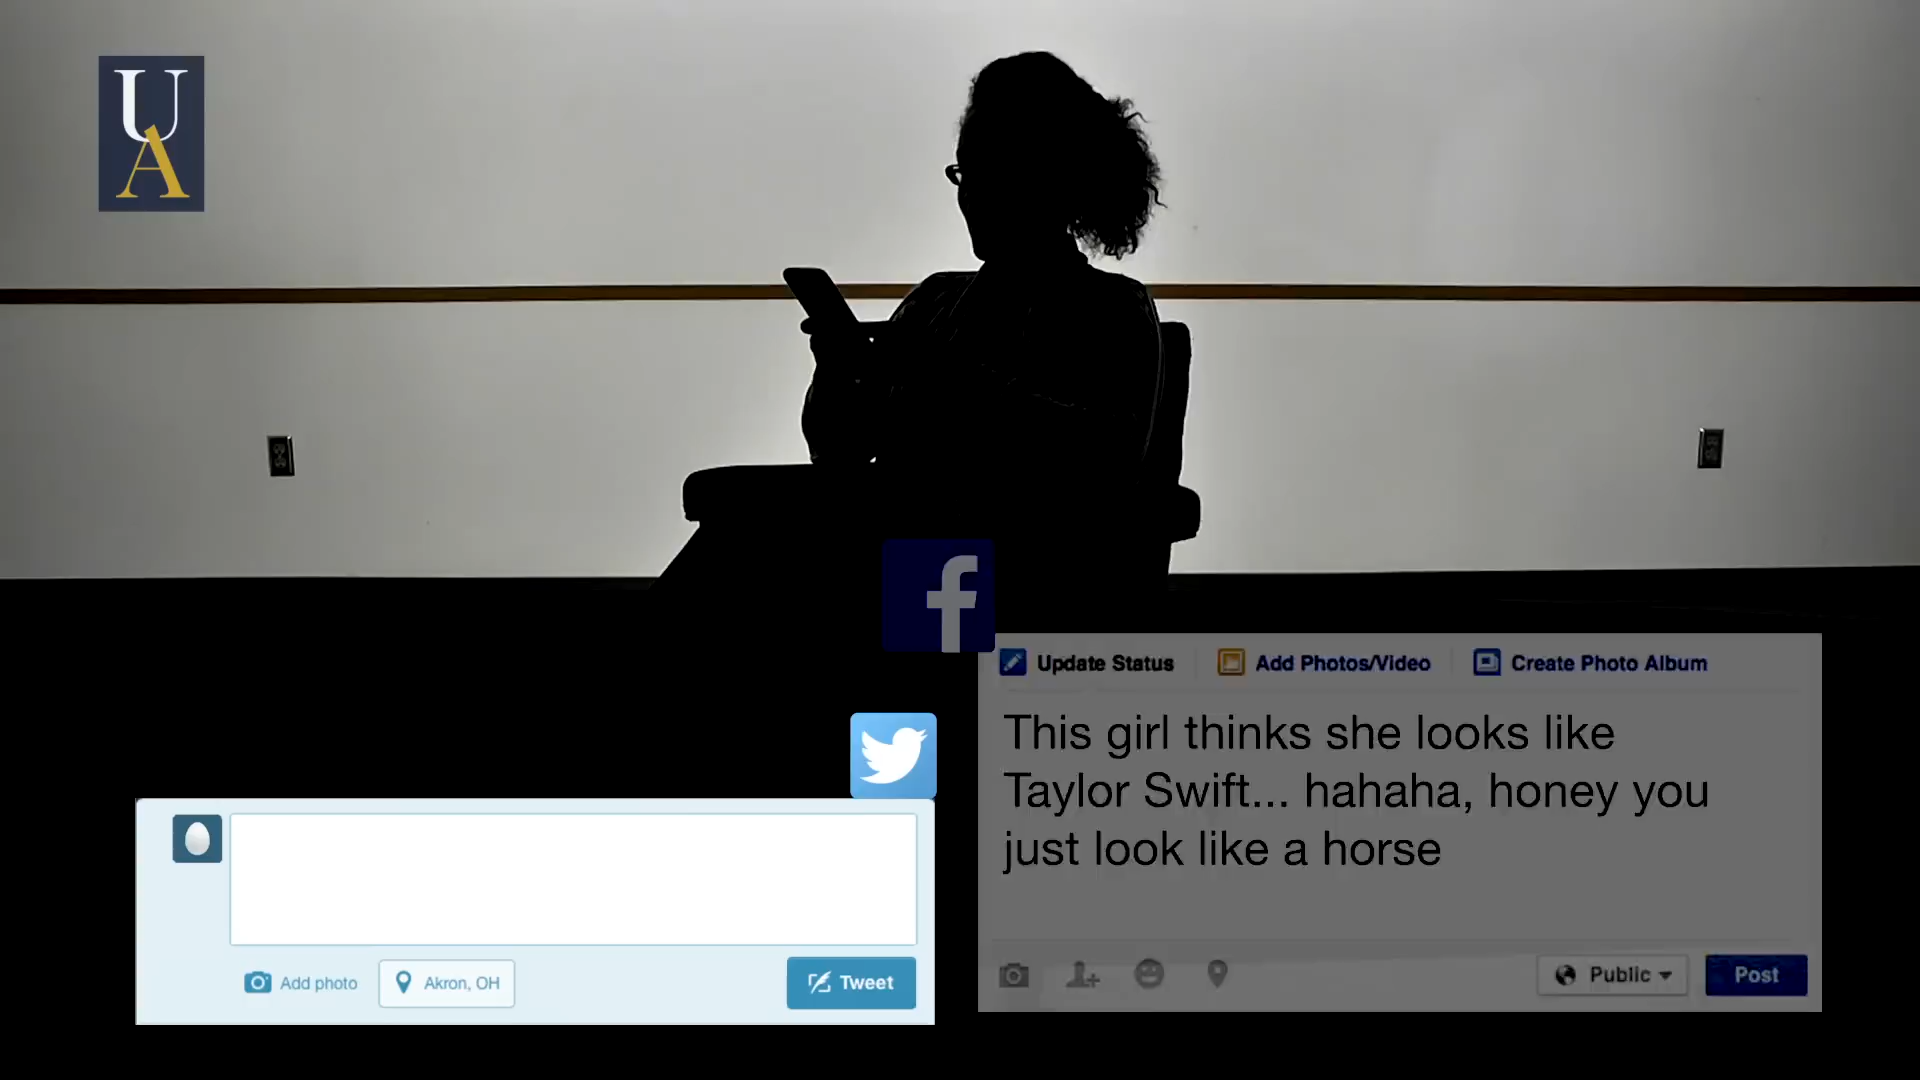 U
A
f
Update Status Add Photos/Video Create Photo Album
This girl thinks she looks like
Taylor Swift... hahaha, honey you
just look like a horse
Public Post
Add photo Akron, OH Tweet